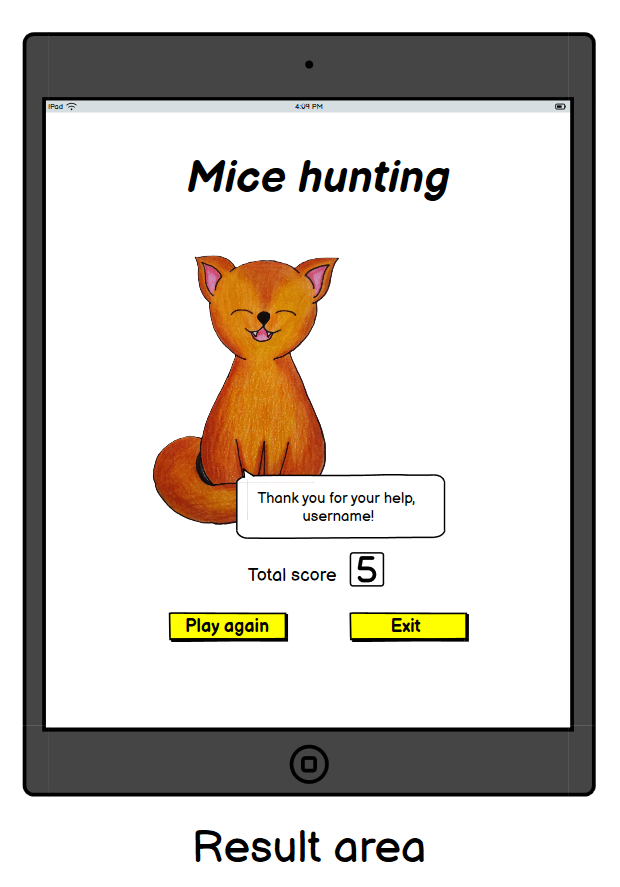 iPad
4:09 PM
Mice hunting
Thank you for your help,
username!
Total score 5
Play again
Exit
Result area